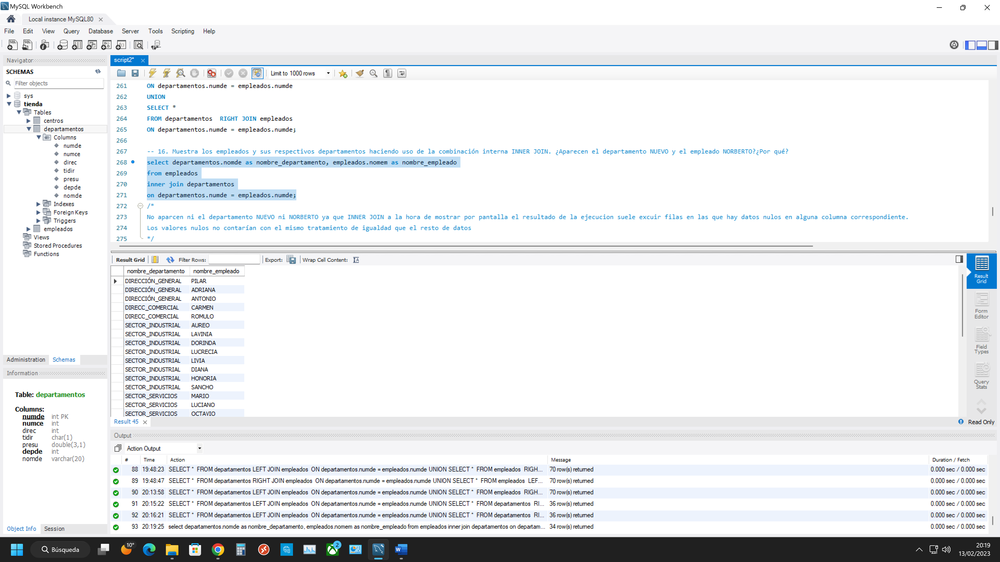 MySQL Workbench
Local instance MySQL80
File Edit View Query Database Server Tools Scripting Help
Navigator
SCHEMAS
Filter objects
sys
tienda
Tables
centros
departamentos
Columns
numde
numce
direc
tidir
presu
depde
nomde
Indexes
Foreign Keys
Triggers
empleados
Views
Stored Procedures
Functions
Administration Schemas
Information
Table: departamentos
Columns:
numde int PK
numce int
direc int
tidir char(1)
presu double(3,1)
depde int
nomde varchar(20)
Object Info Session
script2*
Limit to 1000 rows
261 ON departamentos.numde = empleados.numde
262 UNION
263 SELECT *
264 FROM departamentos  RIGHT JOIN empleados
265 ON departamentos.numde = empleados.numde;
266
267 -- 16. Muestra los empleados y sus respectivos departamentos haciendo uso de la combinación interna INNER JOIN. ¿Aparecen el departamento NUEVO y el empleado NORBERTO?¿Por qué?
268 select departamentos.nomde as nombre_departamento, empleados.nomem as nombre_empleado
269 from empleados
270 inner join departamentos
271 on departamentos.numde = empleados.numde;
272 /*
273 No aparcen ni el departamento NUEVO ni NORBERTO ya que INNER JOIN a la hora de mostrar por pantalla el resultado de la ejecucion suele excuir filas en las que hay datos nulos en alguna columna correspondiente.
274 Los valores nulos no contarían con el mismo tratamiento de igualdad que el resto de datos
275 */
Result Grid Filter Rows: Export: Wrap Cell Content:
nombre_departamento nombre_empleado
DIRECCIÓN_GENERAL PILAR
DIRECCIÓN_GENERAL ADRIANA
DIRECCIÓN_GENERAL ANTONIO
DIRECC_COMERCIAL CARMEN
DIRECC_COMERCIAL ROMULO
SECTOR_INDUSTRIAL AUREO
SECTOR_INDUSTRIAL LAVINIA
SECTOR_INDUSTRIAL DORINDA
SECTOR_INDUSTRIAL LUCRECIA
SECTOR_INDUSTRIAL LIVIA
SECTOR_INDUSTRIAL DIANA
SECTOR_INDUSTRIAL HONORIA
SECTOR_INDUSTRIAL SANCHO
SECTOR_SERVICIOS MARIO
SECTOR_SERVICIOS LUCIANO
SECTOR_SERVICIOS OCTAVIO
Result Grid
Form Editor
Field Types
Query Stats
Result 45
Read Only
Output
Action Output
# Time Action Message Duration / Fetch
88 19:48:23 SELECT * FROM departamentos LEFT JOIN empleados ON departamentos.numde = empleados.numde UNION SELECT * FROM empleados RIGH... 70 row(s) returned 0.000 sec / 0.000 sec
89 19:48:47 SELECT * FROM departamentos RIGHT JOIN empleados ON departamentos.numde = empleados.numde UNION SELECT * FROM empleados LEF... 70 row(s) returned 0.000 sec / 0.000 sec
90 20:13:58 SELECT * FROM departamentos LEFT JOIN empleados ON departamentos.numde = empleados.numde UNION SELECT * FROM empleados RIGH... 70 row(s) returned 0.000 sec / 0.000 sec
91 20:15:22 SELECT * FROM departamentos LEFT JOIN empleados ON departamentos.numde = empleados.numde UNION SELECT * FROM departamentos RI... 36 row(s) returned 0.000 sec / 0.000 sec
92 20:16:21 SELECT * FROM departamentos LEFT JOIN empleados ON departamentos.numde = empleados.numde UNION SELECT * FROM departamentos RI... 36 row(s) returned 0.000 sec / 0.000 sec
93 20:19:25 select departamentos.nomde as nombre_departamento, empleados.nomem as nombre_empleado from empleados inner join departamentos on departam... 34 row(s) returned 0.000 sec / 0.000 sec
Búsqueda
10°
2
20:19
13/02/2023